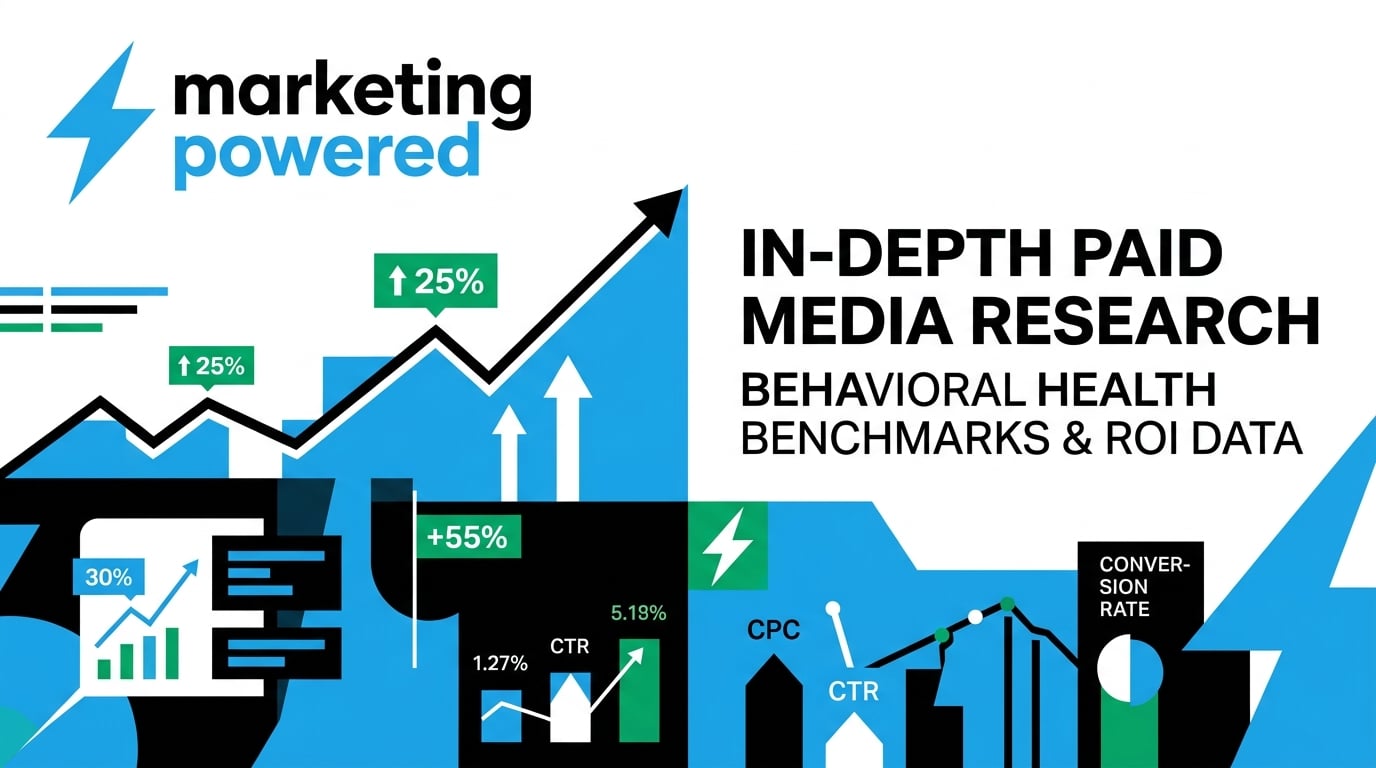 marketing
powered
IN-DEPTH PAID
MEDIA RESEARCH
BEHAVIORAL HEALTH
BENCHMARKS & ROI DATA
25%
25%
+55%
30%
1.27%
CTR
5.19%
CPC
CTR
CONVER-
SION
RATE